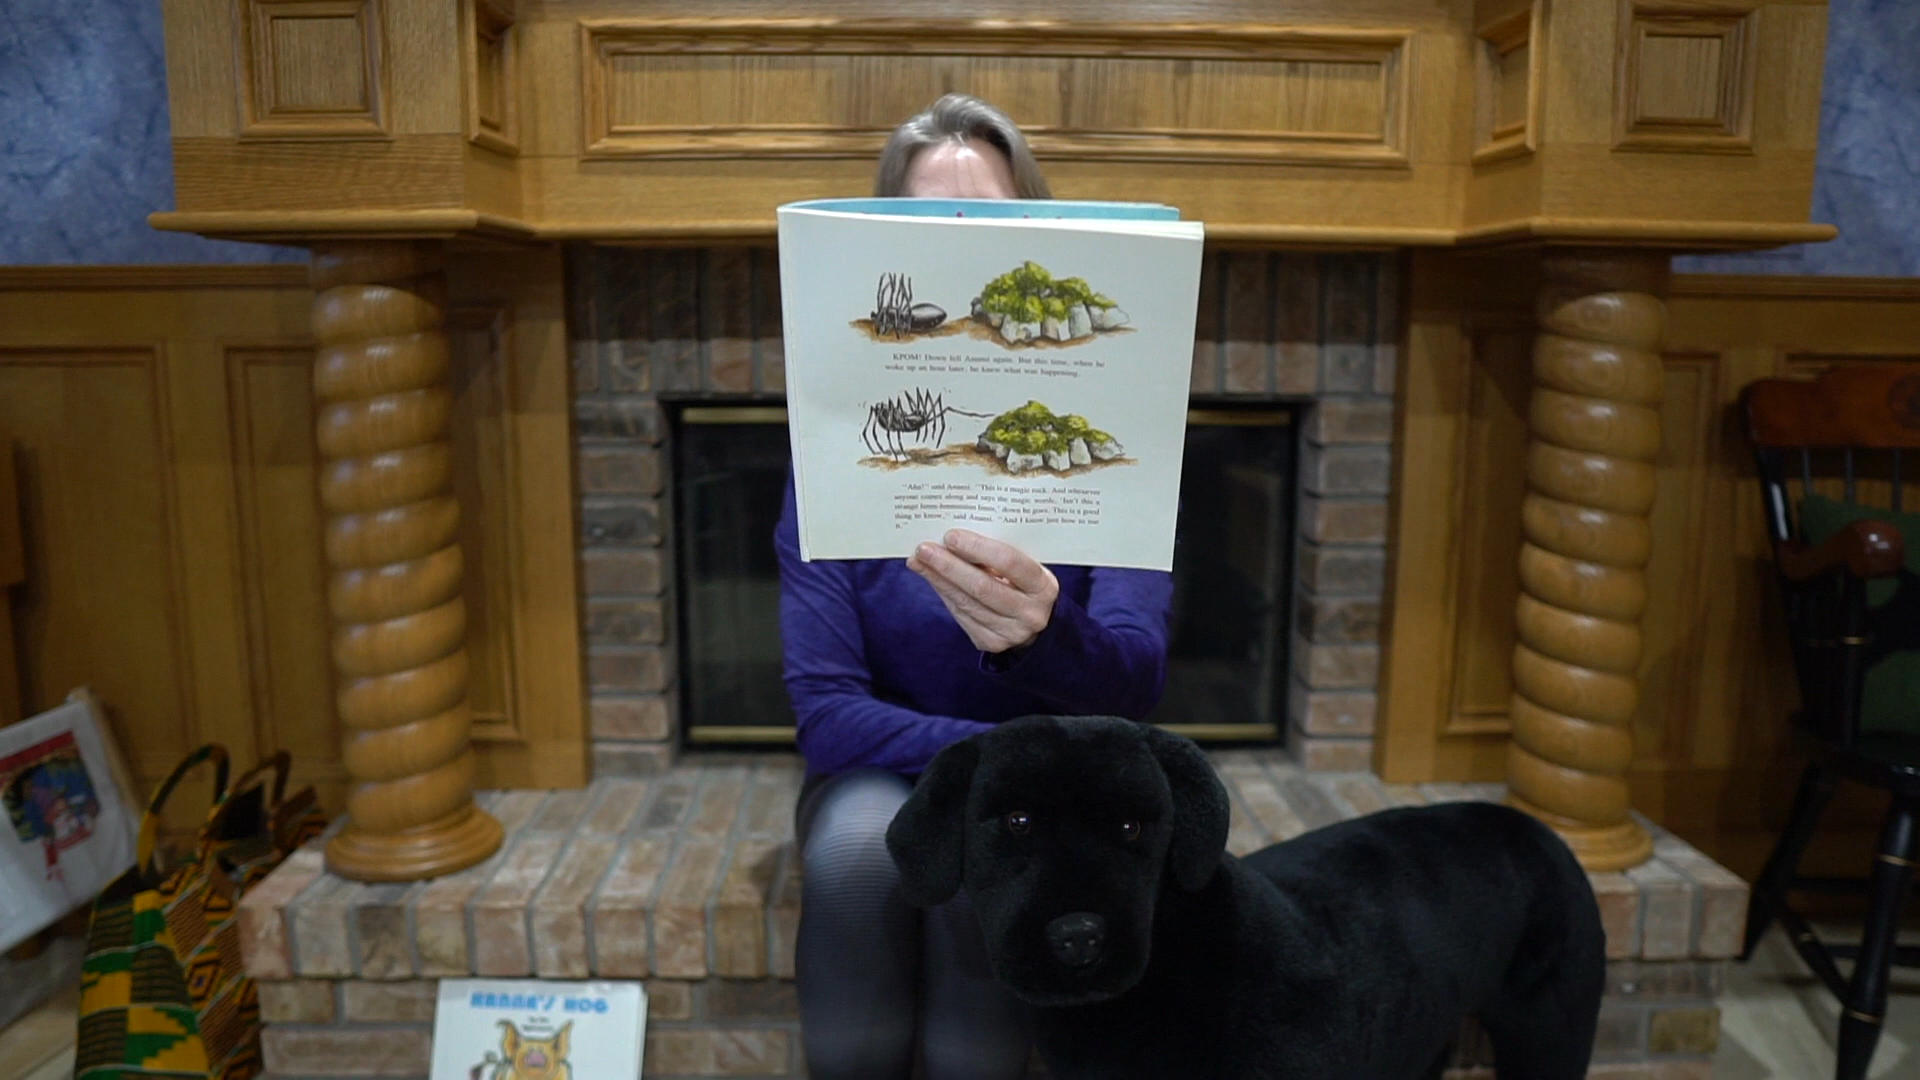 KPOM! Down fell Anansi again. But this time, when he
woke up an hour later, he knew what was happening.
"Aha!" said Anansi. "This is a magic rock. And whenever
anyone comes along and says the magic words, 'Isn't this a
strange moss-covered rock,' down he goes. This is a good
thing to know," said Anansi. "And I know just how to use
it."
HOG